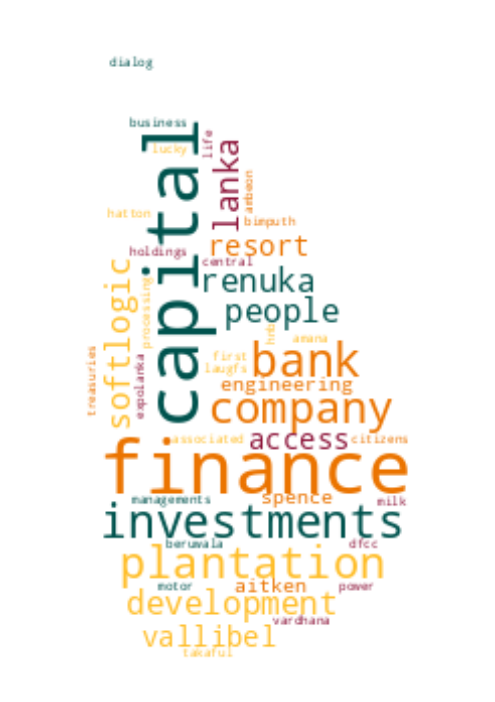 dialog
business
capital
lucky
life
lanka
ambeon
hatton
bimputh
resort
holdings
central
softlogic
processing
renuka
people
hnb
amana
treasuries
expolanka
first
bank
laugfs
engineering
company
associated
access
citizens
finance
managements
spence
milk
investments
beruwala
dfcc
plantation
motor
aitken
power
development
vardhana
vallibel
takaful